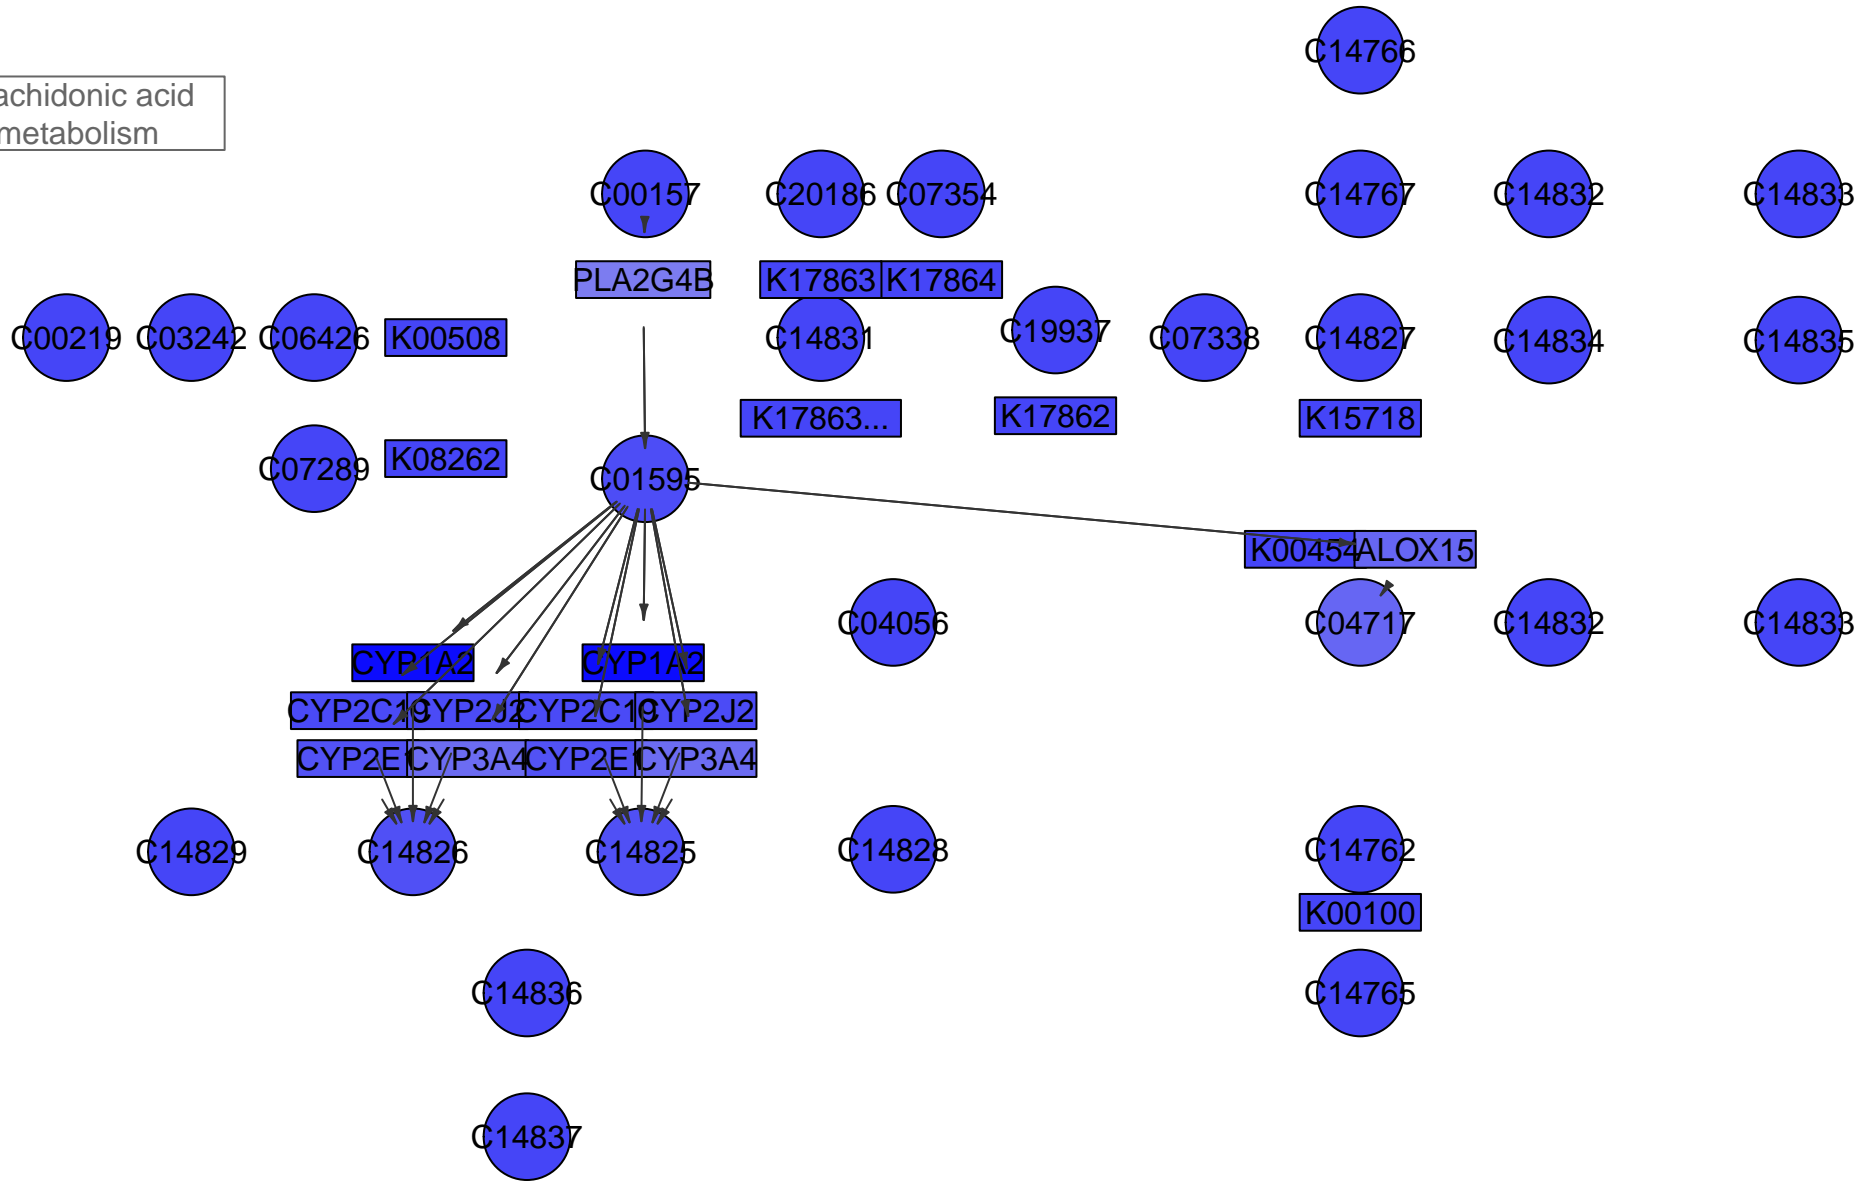 C14766
achidonic acid
metabolism
C00157
C20186
C07354
C14767
C14832
C14833
PLA2G4B
K17863
K17864
C00219
C03242
C06426
K00508
C14831
C19937
C07338
C14827
C14834
C14835
K17863...
K17862
K15718
C07289
K08262
C01595
K00454
ALOX15
C04056
C04717
C14832
C14833
CYP1A2
CYP1A2
CYP2C19
CYP2J2
CYP2C19
CYP2J2
CYP2E1
CYP3A4
CYP2E1
CYP3A4
C14829
C14826
C14825
C14828
C14762
K00100
C14836
C14765
C14837